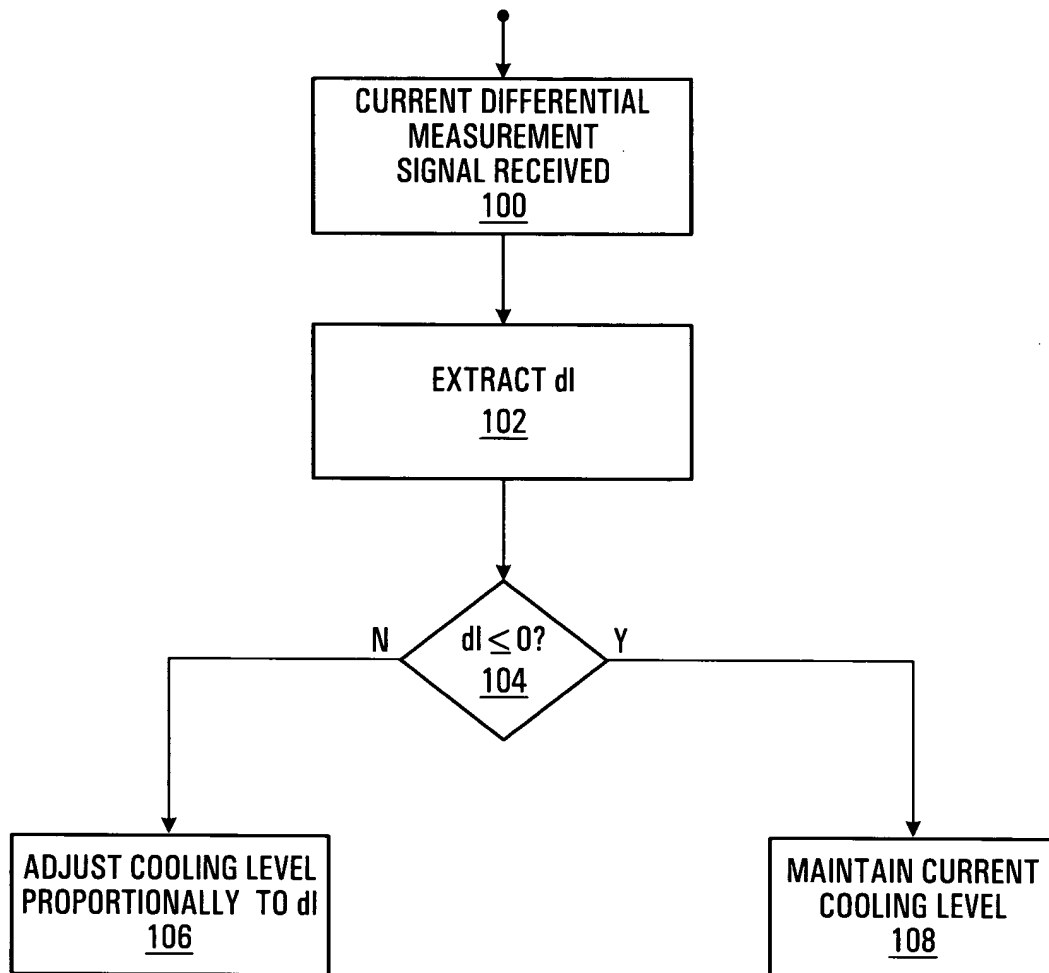 CURRENT DIFFERENTIAL
MEASUREMENT
SIGNAL RECEIVED
100
EXTRACT dI
102
N
dI ≤ 0?
Y
104
ADJUST COOLING LEVEL
PROPORTIONALLY TO dI
106
MAINTAIN CURRENT
COOLING LEVEL
108